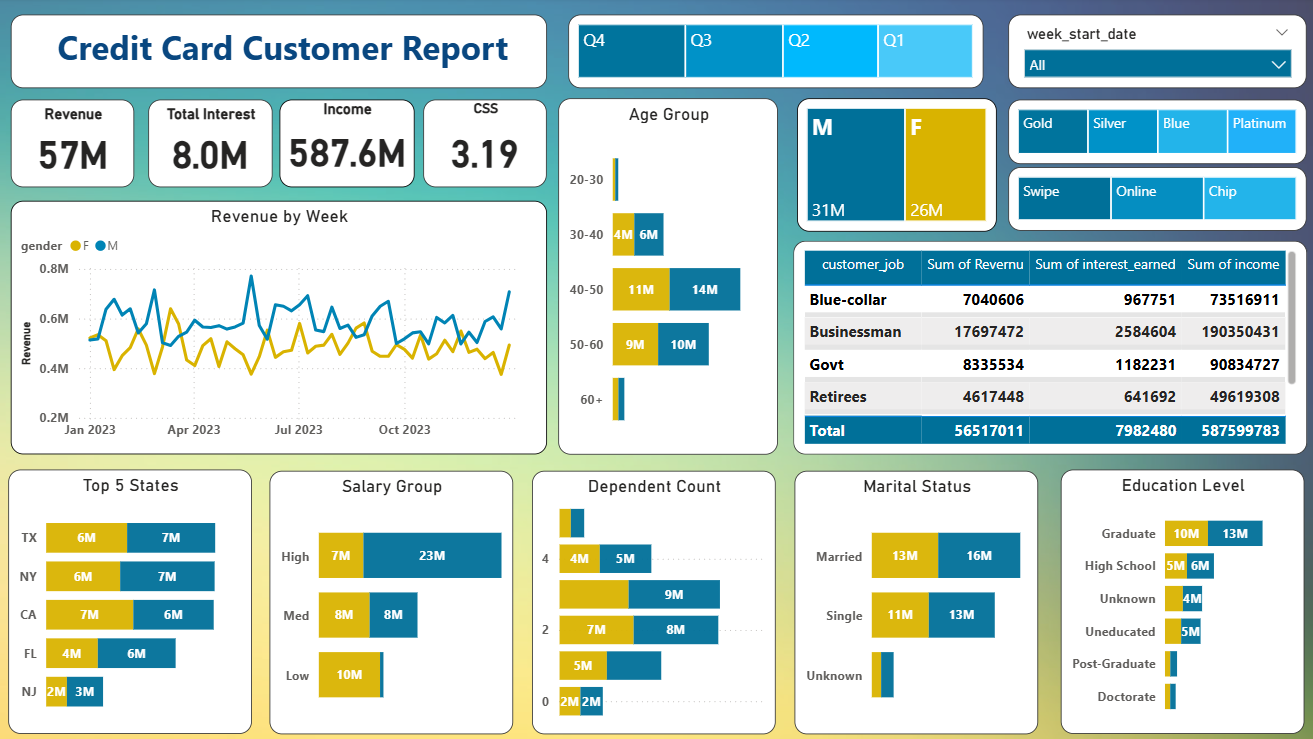 Credit Card Customer Report
Q4 Q3 Q2 Q1
week_start_date
All
Revenue
57M
Total Interest
8.0M
Income
587.6M
CSS
3.19
Revenue by Week
gender F M
0.8M
0.6M
0.4M
0.2M
Revenue
Jan 2023 Apr 2023 Jul 2023 Oct 2023
Age Group
20-30
30-40 4M 6M
40-50 11M 14M
50-60 9M 10M
60+
M F
31M 26M
Gold Silver Blue Platinum
Swipe Online Chip
customer_job Sum of Revernu Sum of interest_earned Sum of income
Blue-collar 7040606 967751 73516911
Businessman 17697472 2584604 190350431
Govt 8335534 1182231 90834727
Retirees 4617448 641692 49619308
Total 56517011 7982480 587599783
Top 5 States
TX 6M 7M
NY 6M 7M
CA 7M 6M
FL 4M 6M
NJ 2M 3M
Salary Group
High 7M 23M
Med 8M 8M
Low 10M
Dependent Count
4 4M 5M
9M
2 7M 8M
5M
0 2M 2M
Marital Status
Married 13M 16M
Single 11M 13M
Unknown
Education Level
Graduate 10M 13M
High School 5M 6M
Unknown 4M
Uneducated 5M
Post-Graduate
Doctorate